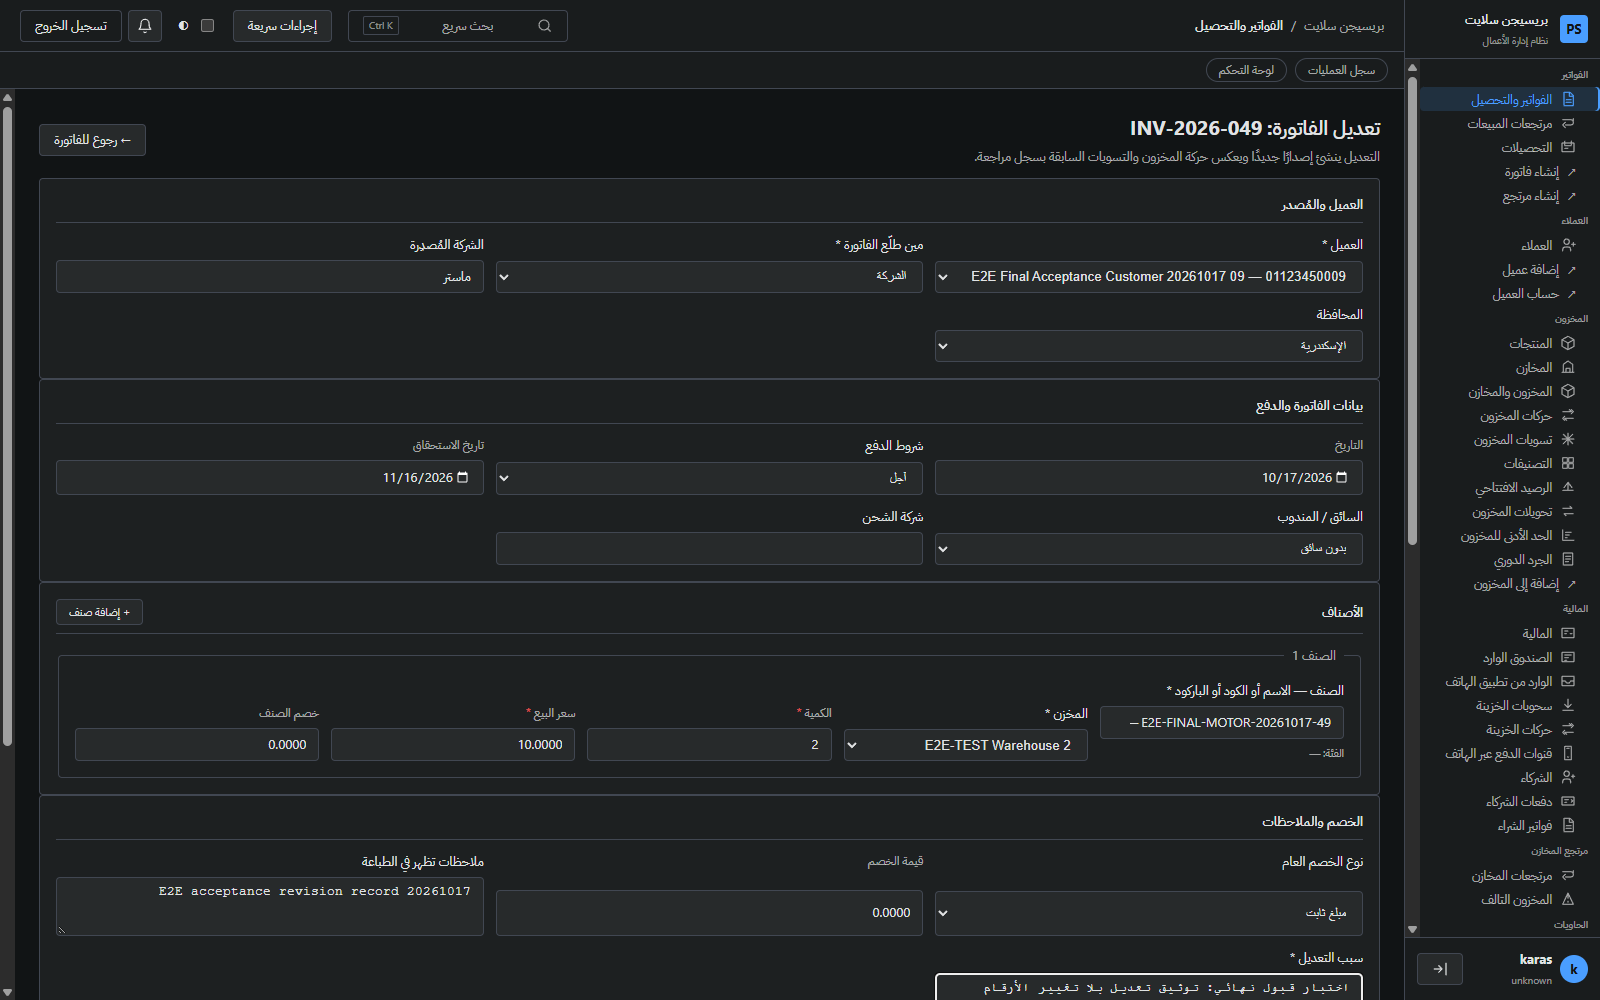 PS
بريسيجن سلايت
نظام إدارة الأعمال
بريسيجن سلايت / الفواتير والتحصيل
بحث سريع Ctrl K
إجراءات سريعة
تسجيل الخروج
سجل العمليات
لوحة التحكم
الفواتير
الفواتير والتحصيل
مرتجعات المبيعات
التحصيلات
إنشاء فاتورة
إنشاء مرتجع
العملاء
العملاء
إضافة عميل
حساب العميل
المخزون
المنتجات
المخازن
المخزون والمخازن
حركات المخزون
تسويات المخزون
التصنيفات
الرصيد الافتتاحي
تحويلات المخزون
الحد الأدنى للمخزون
الجرد الدوري
إضافة إلى المخزون
المالية
المالية
الصندوق الوارد
الوارد من تطبيق الهاتف
سحوبات الخزينة
حركات الخزينة
قنوات الدفع عبر الهاتف
الشركاء
دفعات الشركاء
فواتير الشراء
مرتجع المخازن
مرتجعات المخازن
المخزون التالف
الحاويات
k
karas
unknown
تعديل الفاتورة: INV-2026-049
التعديل ينشئ إصدارًا جديدًا ويعكس حركة المخزون والتسويات السابقة بسجل مراجعة.
← رجوع للفاتورة
العميل والمُصدر
العميل *
E2E Final Acceptance Customer 20261017 09 — 01123450009
مين طلّع الفاتورة *
الشركة
الشركة المُصدِرة
ماستر
المحافظة
الإسكندرية
بيانات الفاتورة والدفع
التاريخ
10/17/2026
شروط الدفع
آجل
تاريخ الاستحقاق
11/16/2026
السائق / المندوب
بدون سائق
شركة الشحن
الأصناف
+ إضافة صنف
الصنف 1
الصنف — الاسم أو الكود أو الباركود *
E2E-FINAL-MOTOR-20261017-49 —
الفئة: —
المخزن *
E2E-TEST Warehouse 2
الكمية *
2
سعر البيع *
10.0000
خصم الصنف
0.0000
الخصم والملاحظات
نوع الخصم العام
مبلغ ثابت
قيمة الخصم
0.0000
ملاحظات تظهر في الطباعة
E2E acceptance revision record 20261017
سبب التعديل *
اختبار قبول نهائي: توثيق تعديل بلا تغيير الأرقام